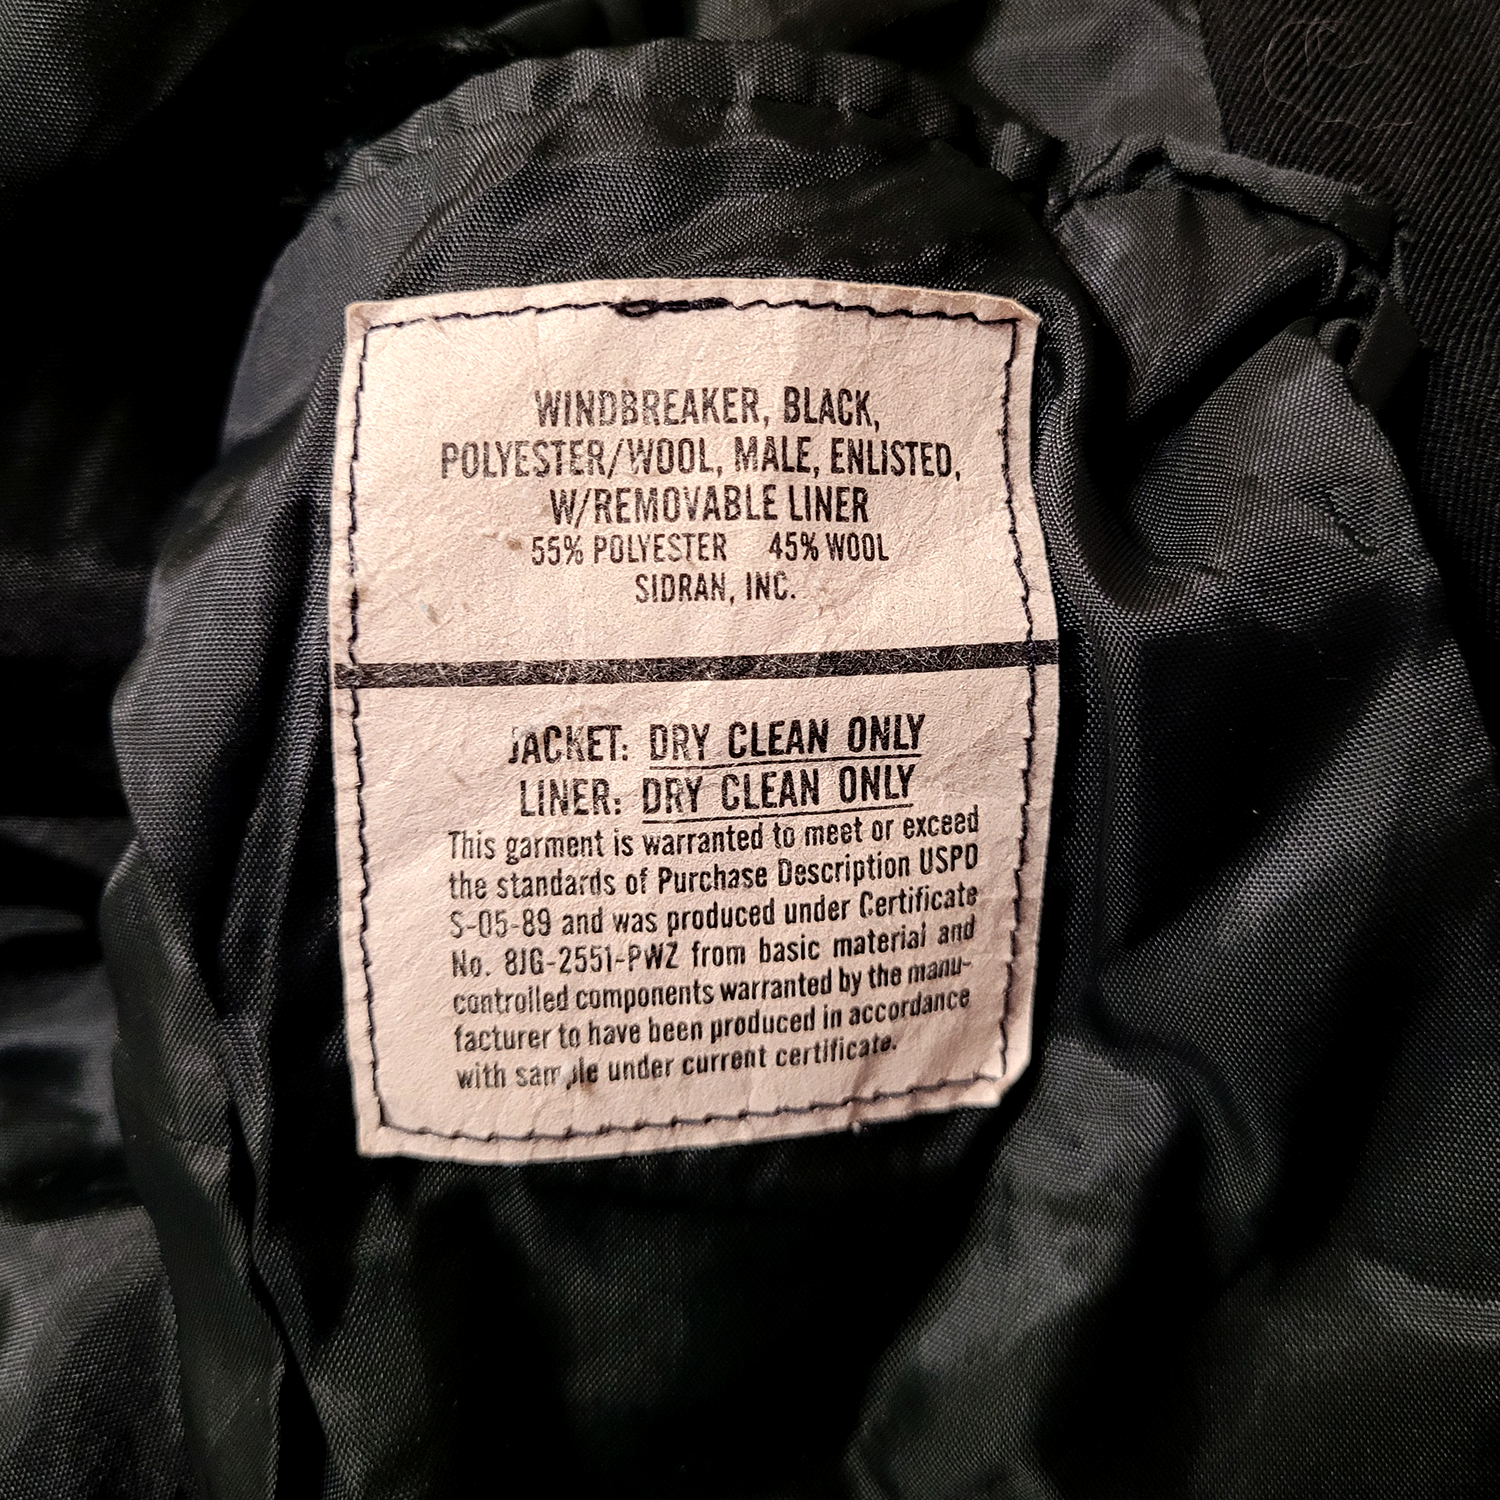 WINDBREAKER, BLACK,
POLYESTER/WOOL, MALE, ENLISTED,
W/REMOVABLE LINER
55% POLYESTER 45% WOOL
SIDRAN, INC.
JACKET: DRY CLEAN ONLY
LINER: DRY CLEAN ONLY
This garment is warranted to meet or exceed
the standards of Purchase Description USPD
S-05-89 and was produced under Certificate
No. 8JG-2551-PWZ from basic material and
controlled components warranted by the manu-
facturer to have been produced in accordance
with sample under current certificate.